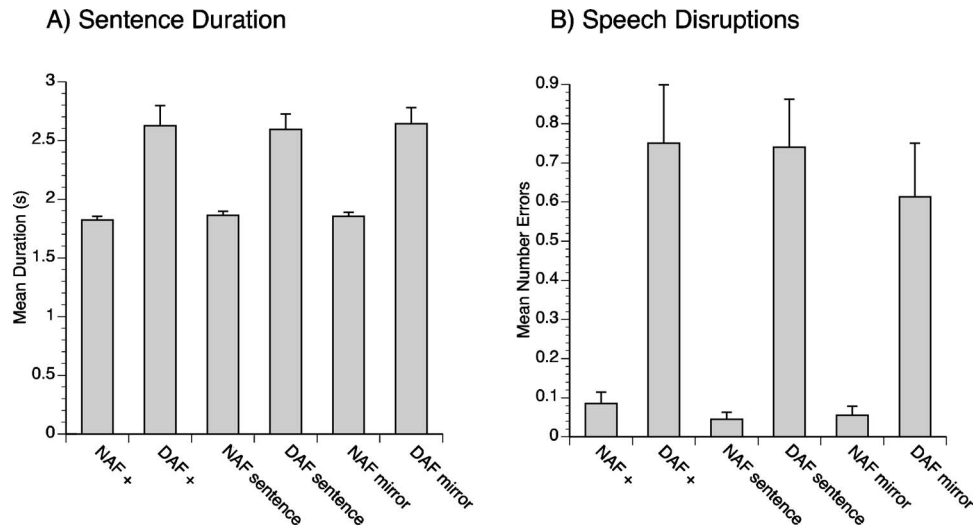 A) Sentence Duration
Mean Duration (s)
3
2.5
2
1.5
1
0.5
0
NAF +
DAF +
NAF sentence
DAF sentence
NAF mirror
DAF mirror
B) Speech Disruptions
Mean Number Errors
0.9
0.8
0.7
0.6
0.5
0.4
0.3
0.2
0.1
0
NAF +
DAF +
NAF sentence
DAF sentence
NAF mirror
DAF mirror